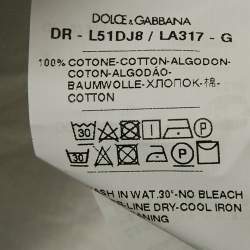 DOLCE & GABBANA
DR - L51DJ8 / LA317 - G
100% COTONE-COTTON-ALGODON-
COTON-ALGODÃO-
BAUMWOLLE-ХЛОПОК-棉-
COTTON
30
30
SH IN WAT.30°-NO BLEACH
LINE DRY-COOL IRON